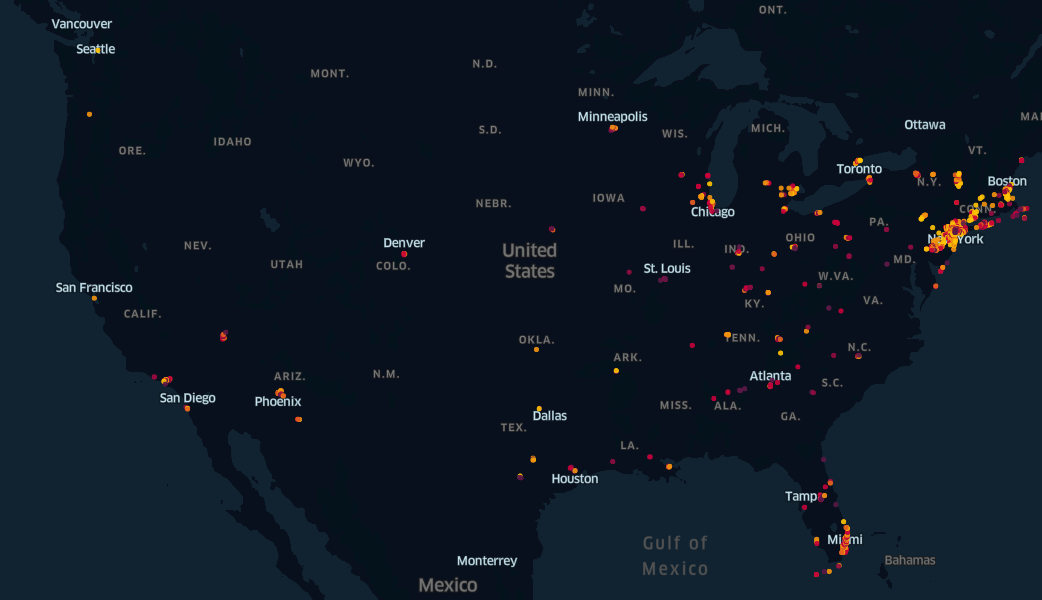 ONT.
Vancouver
Seattle
N.D.
MONT.
MINN.
Minneapolis
MICH.
Ottawa
S.D.
WIS.
VT.
IDAHO
ORE.
WYO.
Toronto
N.Y.
Boston
IOWA
NEBR.
Chicago
CONN.
PA.
Denver
NEV.
United
States
ILL.
IND.
OHIO
New York
UTAH
COLO.
St. Louis
MD.
W.VA.
San Francisco
MO.
KY.
VA.
CALIF.
OKLA.
TENN.
N.C.
ARK.
ARIZ.
N.M.
Atlanta
S.C.
San Diego
Phoenix
MISS.
ALA.
GA.
Dallas
TEX.
LA.
Houston
Miami
Gulf of
Mexico
Monterrey
Bahamas
Mexico